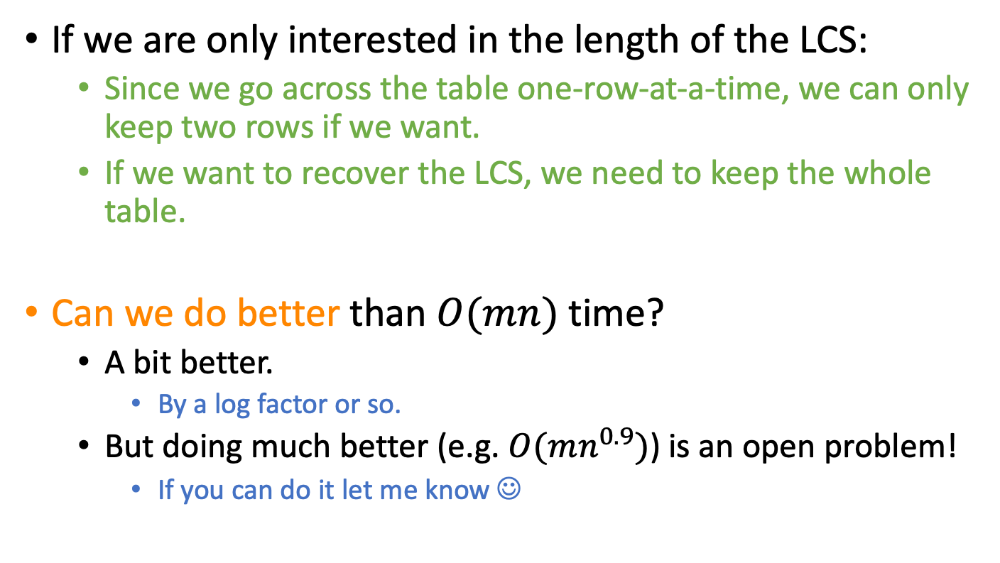 • If we are only interested in the length of the LCS:
• Since we go across the table one-row-at-a-time, we can only
keep two rows if we want.
• If we want to recover the LCS, we need to keep the whole
table.
• Can we do better than O(mn) time?
• A bit better.
• By a log factor or so.
• But doing much better (e.g. O(mn^0.9)) is an open problem!
• If you can do it let me know ☺